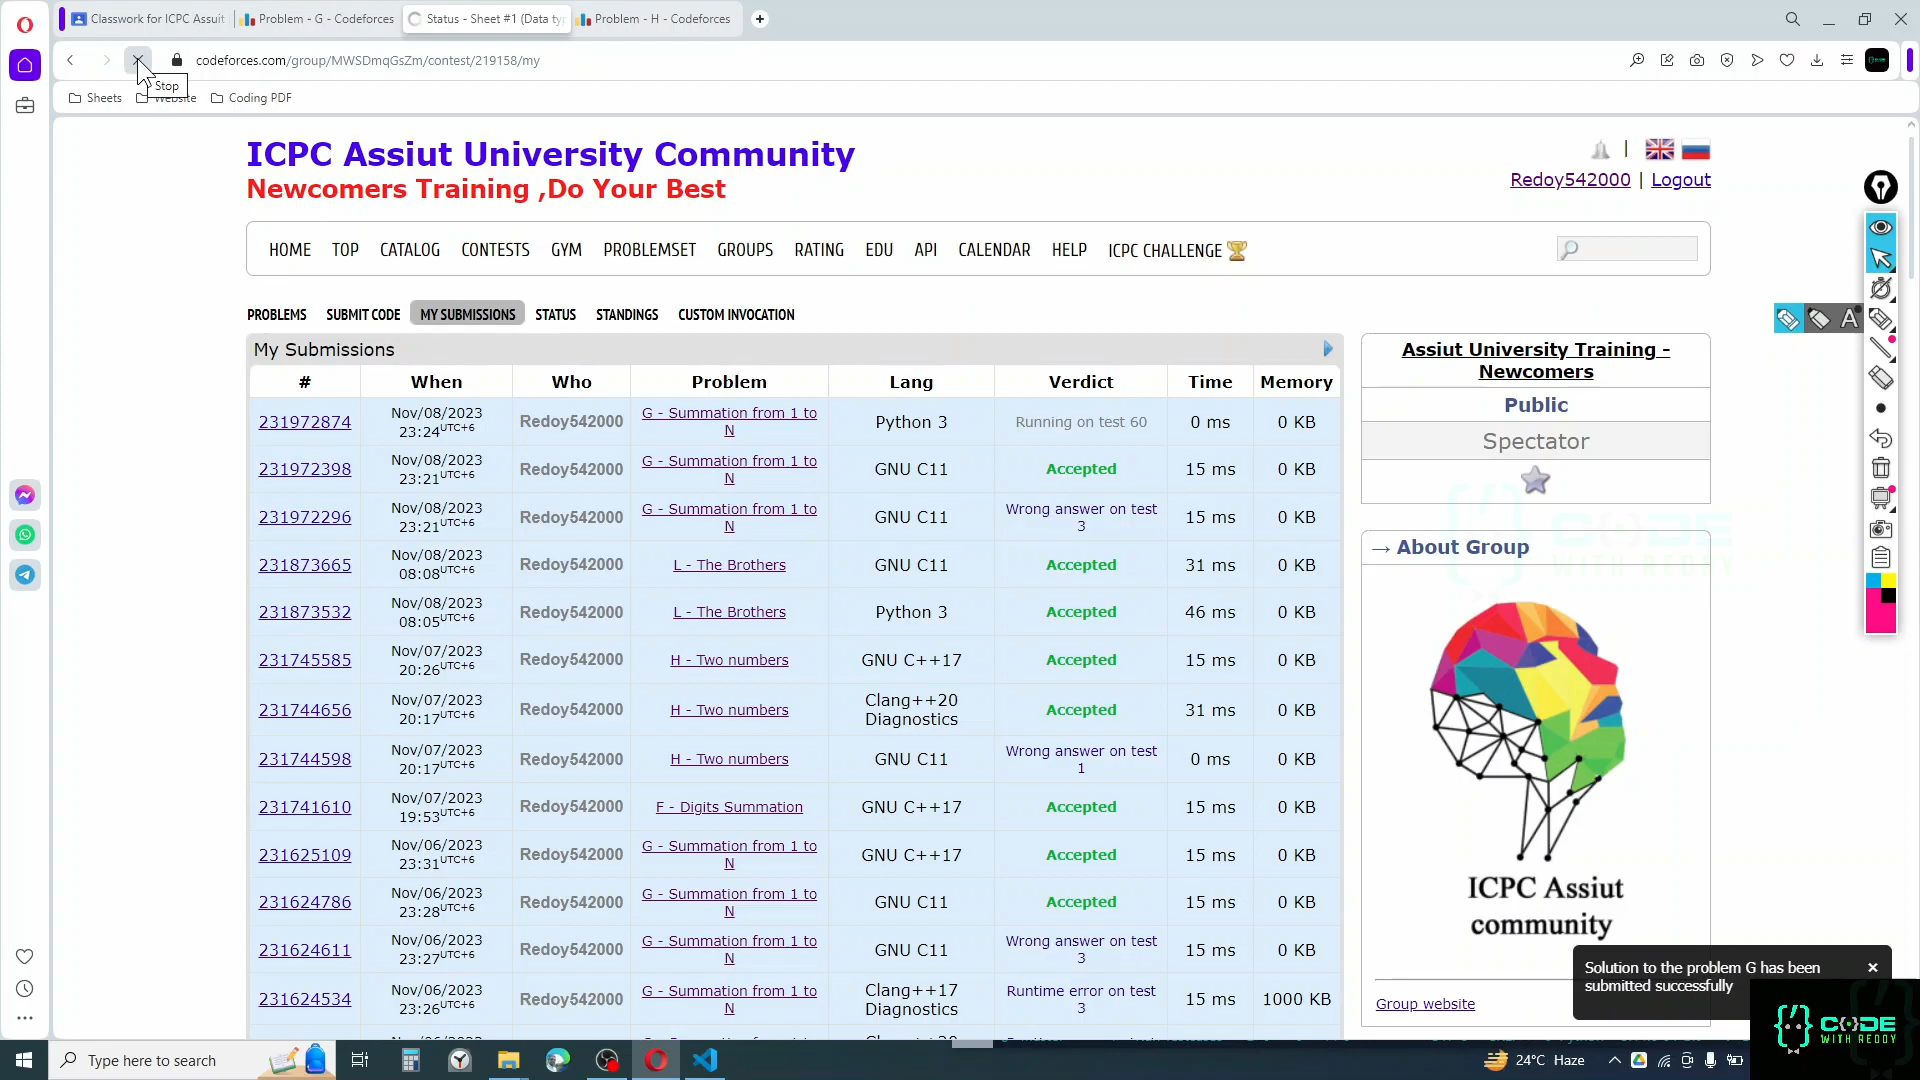 Classwork for ICPC Assuit
Problem - G - Codeforces
Status - Sheet #1 (Data ty
Problem - H - Codeforces
codeforces.com/group/MWSDmqGsZm/contest/219158/my
Stop
Sheets
Website
Coding PDF
ICPC Assiut University Community
Newcomers Training ,Do Your Best
Redoy542000 | Logout
HOME TOP CATALOG CONTESTS GYM PROBLEMSET GROUPS RATING EDU API CALENDAR HELP ICPC CHALLENGE
PROBLEMS SUBMIT CODE MY SUBMISSIONS STATUS STANDINGS CUSTOM INVOCATION
My Submissions
# When Who Problem Lang Verdict Time Memory
231972874 Nov/08/2023 23:24UTC+6 Redoy542000 G - Summation from 1 to N Python 3 Running on test 60 0 ms 0 KB
231972398 Nov/08/2023 23:21UTC+6 Redoy542000 G - Summation from 1 to N GNU C11 Accepted 15 ms 0 KB
231972296 Nov/08/2023 23:21UTC+6 Redoy542000 G - Summation from 1 to N GNU C11 Wrong answer on test 3 15 ms 0 KB
231873665 Nov/08/2023 08:08UTC+6 Redoy542000 L - The Brothers GNU C11 Accepted 31 ms 0 KB
231873532 Nov/08/2023 08:05UTC+6 Redoy542000 L - The Brothers Python 3 Accepted 46 ms 0 KB
231745585 Nov/07/2023 20:26UTC+6 Redoy542000 H - Two numbers GNU C++17 Accepted 15 ms 0 KB
231744656 Nov/07/2023 20:17UTC+6 Redoy542000 H - Two numbers Clang++20 Diagnostics Accepted 31 ms 0 KB
231744598 Nov/07/2023 20:17UTC+6 Redoy542000 H - Two numbers GNU C11 Wrong answer on test 1 0 ms 0 KB
231741610 Nov/07/2023 19:53UTC+6 Redoy542000 F - Digits Summation GNU C++17 Accepted 15 ms 0 KB
231625109 Nov/06/2023 23:31UTC+6 Redoy542000 G - Summation from 1 to N GNU C++17 Accepted 15 ms 0 KB
231624786 Nov/06/2023 23:28UTC+6 Redoy542000 G - Summation from 1 to N GNU C11 Accepted 15 ms 0 KB
231624611 Nov/06/2023 23:27UTC+6 Redoy542000 G - Summation from 1 to N GNU C11 Wrong answer on test 3 15 ms 0 KB
231624534 Nov/06/2023 23:26UTC+6 Redoy542000 G - Summation from 1 to N Clang++17 Diagnostics Runtime error on test 3 15 ms 1000 KB
Assiut University Training -
Newcomers
Public
Spectator
→ About Group
CODE
WITH REDOY
ICPC Assiut
community
Group website
Solution to the problem G has been
submitted successfully
A
CODE
WITH REDOY
Type here to search
24°C Haze